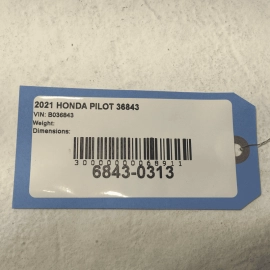 2021 HONDA PILOT 36843
VIN: B036843
Weight:
Dimensions:
3000000068911
6843-0313